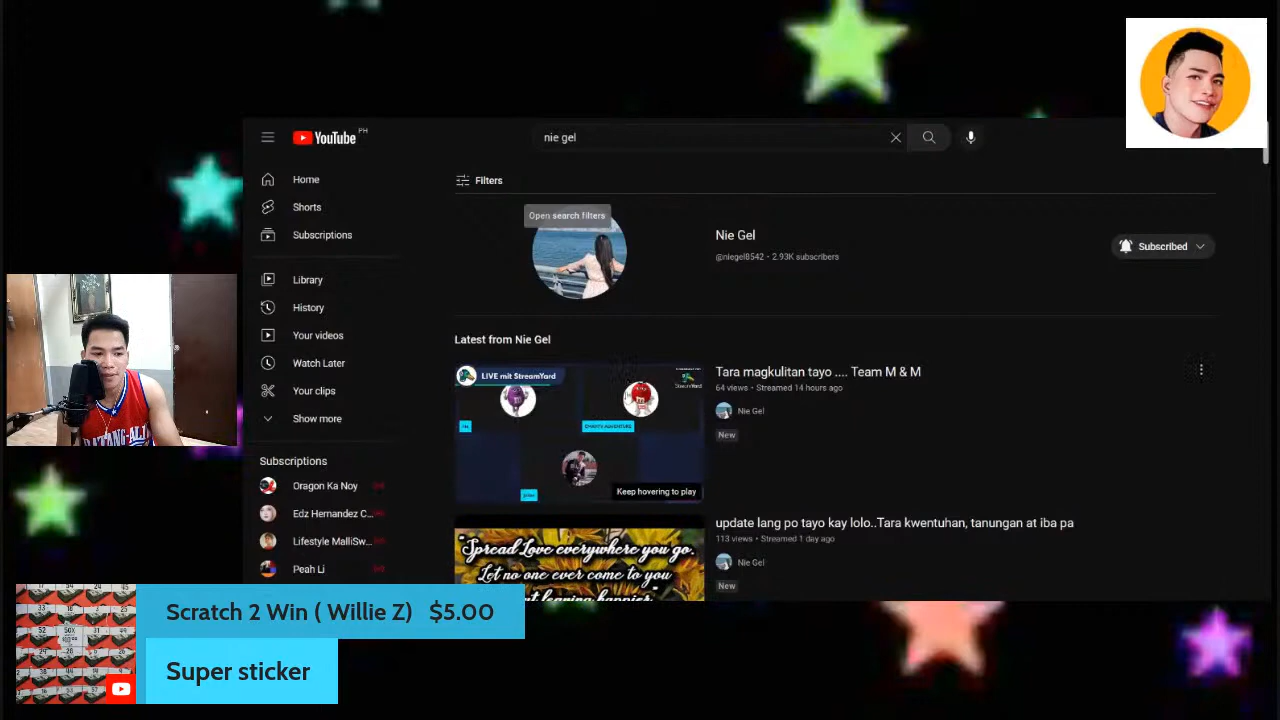 YouTube PH
nie gel
Home
Shorts
Subscriptions
Library
History
Your videos
Watch Later
Your clips
Show more
Subscriptions
Oragon Ka Noy
Edz Hernandez C...
Lifestyle MalliSw...
Peah Li
Filters
Open search filters
Nie Gel
@niegel8542 • 2.93K subscribers
Subscribed
Latest from Nie Gel
LIVE mit StreamYard
StreamYard
CHAN'S ADVENTURE
Keep hovering to play
Tara magkulitan tayo .... Team M & M
64 views • Streamed 14 hours ago
Nie Gel
New
"Spread Love everywhere you go.
Let no one ever come to you
leaving happier."
update lang po tayo kay lolo..Tara kwentuhan, tanungan at iba pa
113 views • Streamed 1 day ago
Nie Gel
New
Scratch 2 Win ( Willie Z) $5.00
Super sticker